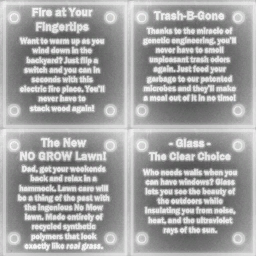 Fire at Your
Fingertips
Want to warm up as you
wind down in the
backyard? Just flip a
switch and you can in
seconds with this
electric fire place. You'll
never have to
stack wood again!
Trash-B-Gone
Thanks to the miracle of
genetic engineering, you'll
never have to smell
unpleasant trash odors
again. Just feed your
garbage to our patented
microbes and they'll make
a meal out of it in no time!
The New
NO GROW Lawn!
Dad, get your weekends
back and relax in a
hammock. Lawn care will
be a thing of the past with
the ingenious No Mow
lawn. Made entirely of
recycled synthetic
polymers that look
exactly like real grass.
- Glass -
The Clear Choice
Who needs walls when you
can have windows? Glass
lets you see the beauty of
the outdoors while
insulating you from noise,
heat, and the ultraviolet
rays of the sun.